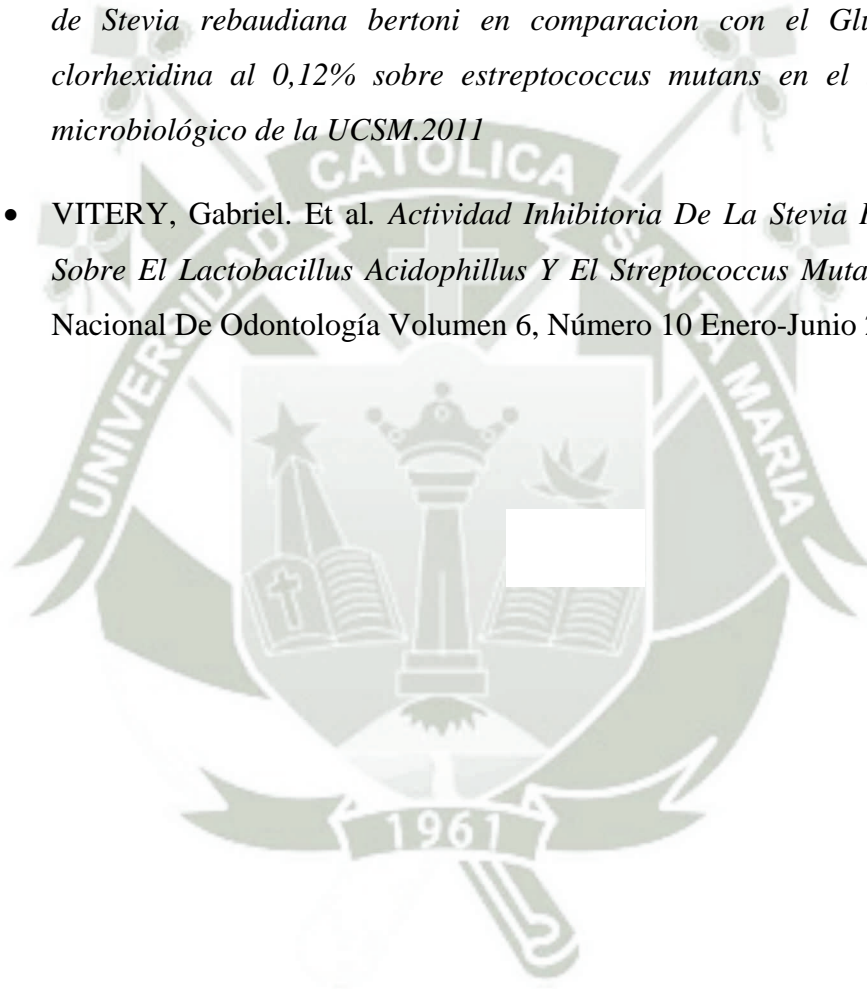 de Stevia rebaudiana bertoni en comparacion con el
clorhexidina al 0,12% sobre estreptococcus mutans en el
microbiológico de la UCSM.2011
• VITERY, Gabriel. Et al. Actividad Inhibitoria De La Stevia
Sobre El Lactobacillus Acidophillus Y El Streptococcus
Nacional De Odontología Volumen 6, Número 10 Enero-Junio
UNIVERSIDAD CATOLICA SANTA MARIA
1961